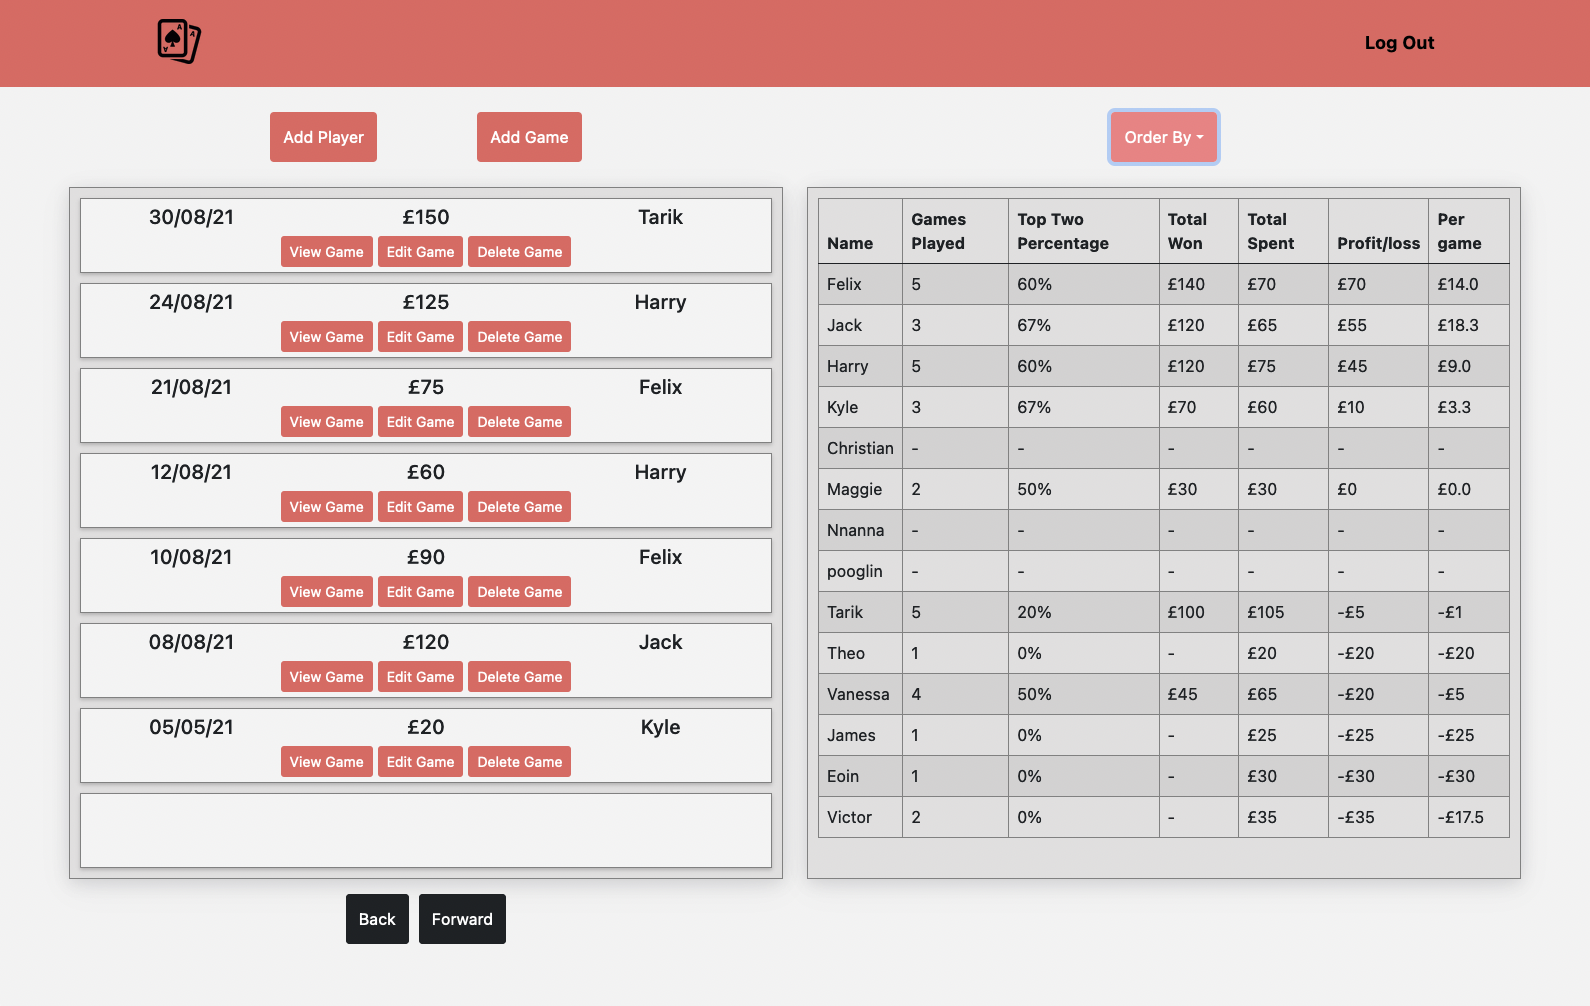 Log Out
Add Player Add Game Order By
30/08/21 £150 Tarik
View Game Edit Game Delete Game
24/08/21 £125 Harry
View Game Edit Game Delete Game
21/08/21 £75 Felix
View Game Edit Game Delete Game
12/08/21 £60 Harry
View Game Edit Game Delete Game
10/08/21 £90 Felix
View Game Edit Game Delete Game
08/08/21 £120 Jack
View Game Edit Game Delete Game
05/05/21 £20 Kyle
View Game Edit Game Delete Game
Back Forward
Name Games Played Top Two Percentage Total Won Total Spent Profit/loss Per game
Felix 5 60% £140 £70 £70 £14.0
Jack 3 67% £120 £65 £55 £18.3
Harry 5 60% £120 £75 £45 £9.0
Kyle 3 67% £70 £60 £10 £3.3
Christian - - - - - -
Maggie 2 50% £30 £30 £0 £0.0
Nnanna - - - - - -
pooglin - - - - - -
Tarik 5 20% £100 £105 -£5 -£1
Theo 1 0% - £20 -£20 -£20
Vanessa 4 50% £45 £65 -£20 -£5
James 1 0% - £25 -£25 -£25
Eoin 1 0% - £30 -£30 -£30
Victor 2 0% - £35 -£35 -£17.5